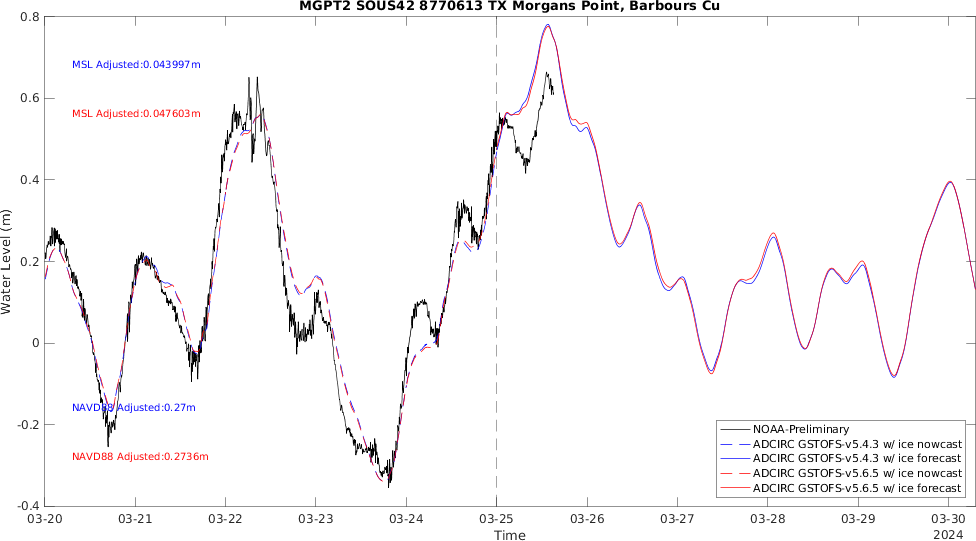 MGPT2 SOUS42 8770613 TX Morgans Point, Barbours Cu
0.8
0.6
0.4
0.2
0
-0.2
-0.4
Water Level (m)
MSL Adjusted:0.043997m
MSL Adjusted:0.047603m
NAVD88 Adjusted:0.27m
NAVD88 Adjusted:0.2736m
NOAA-Preliminary
ADCIRC GSTOFS-v5.4.3 w/ ice nowcast
ADCIRC GSTOFS-v5.4.3 w/ ice forecast
ADCIRC GSTOFS-v5.6.5 w/ ice nowcast
ADCIRC GSTOFS-v5.6.5 w/ ice forecast
03-20 03-21 03-22 03-23 03-24 03-25 03-26 03-27 03-28 03-29 03-30
Time
2024